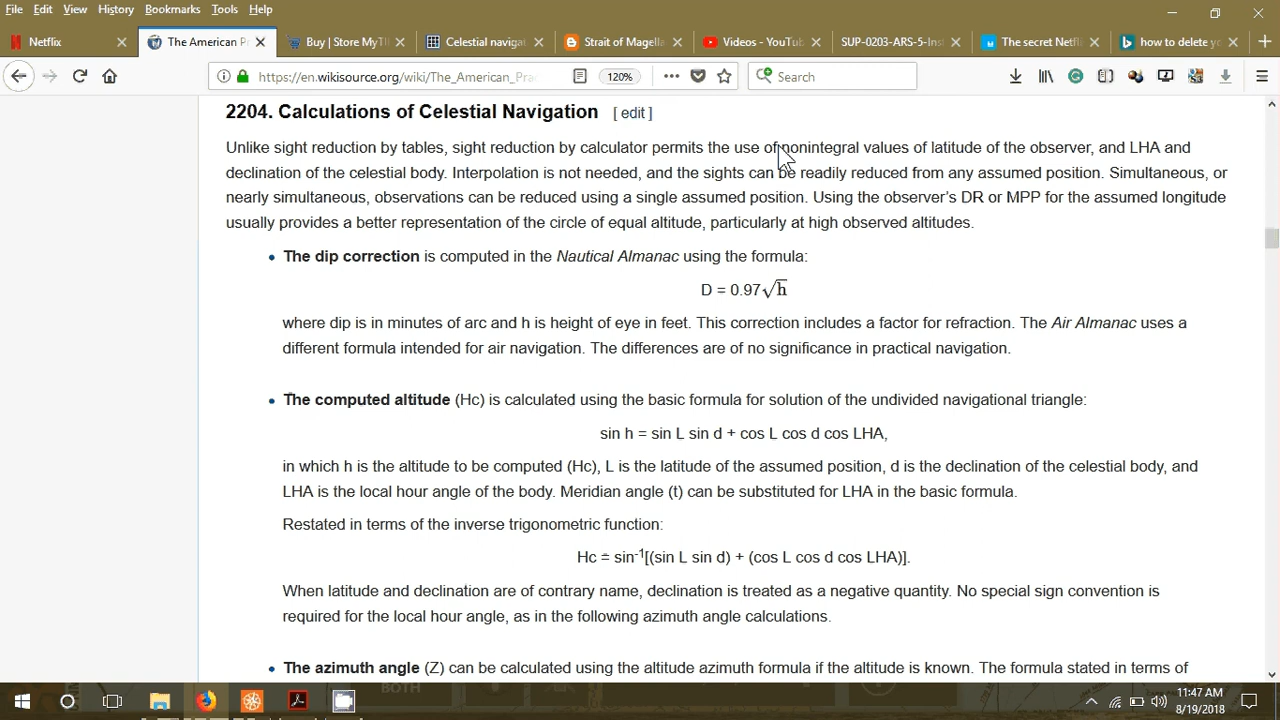 File Edit View History Bookmarks Tools Help
Netflix
The American Pr
Buy | Store MyTi
Celestial navigat
Strait of Magella
Videos - YouTub
SUP-0203-ARS-5-Inst
The secret Netfli
how to delete yo
https://en.wikisource.org/wiki/The_American_Prac
120%
Search
2204. Calculations of Celestial Navigation [ edit ]
Unlike sight reduction by tables, sight reduction by calculator permits the use of nonintegral values of latitude of the observer, and LHA and
declination of the celestial body. Interpolation is not needed, and the sights can be readily reduced from any assumed position. Simultaneous, or
nearly simultaneous, observations can be reduced using a single assumed position. Using the observer's DR or MPP for the assumed longitude
usually provides a better representation of the circle of equal altitude, particularly at high observed altitudes.
• The dip correction is computed in the Nautical Almanac using the formula:
D = 0.97√h
where dip is in minutes of arc and h is height of eye in feet. This correction includes a factor for refraction. The Air Almanac uses a
different formula intended for air navigation. The differences are of no significance in practical navigation.
• The computed altitude (Hc) is calculated using the basic formula for solution of the undivided navigational triangle:
sin h = sin L sin d + cos L cos d cos LHA,
in which h is the altitude to be computed (Hc), L is the latitude of the assumed position, d is the declination of the celestial body, and
LHA is the local hour angle of the body. Meridian angle (t) can be substituted for LHA in the basic formula.
Restated in terms of the inverse trigonometric function:
Hc = sin⁻¹[(sin L sin d) + (cos L cos d cos LHA)].
When latitude and declination are of contrary name, declination is treated as a negative quantity. No special sign convention is
required for the local hour angle, as in the following azimuth angle calculations.
• The azimuth angle (Z) can be calculated using the altitude azimuth formula if the altitude is known. The formula stated in terms of
BOTH
11:47 AM
8/19/2018